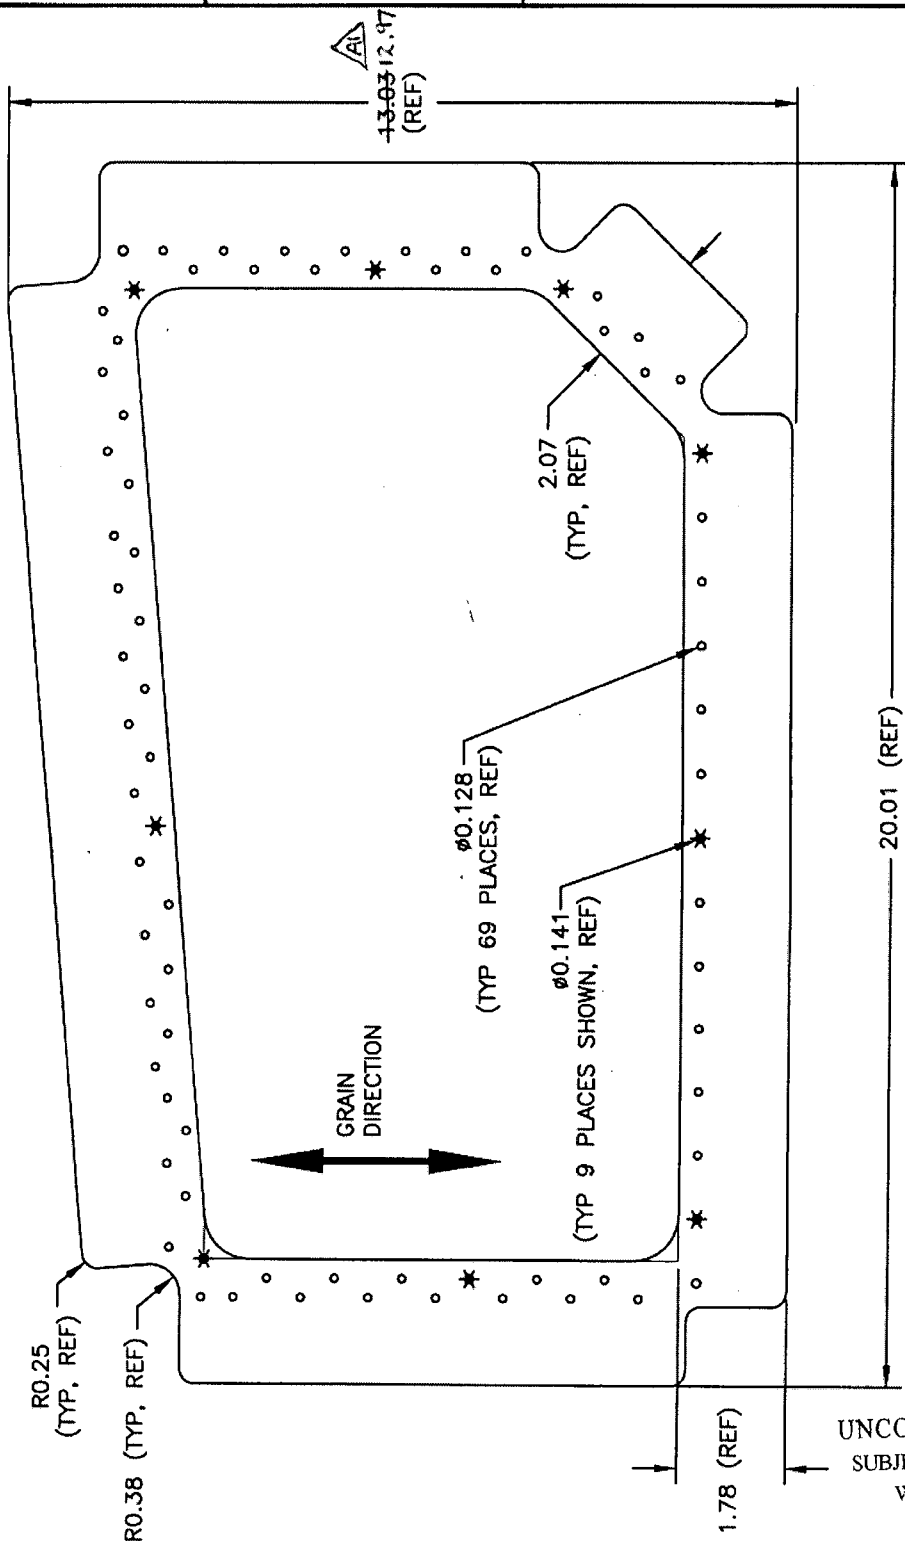 A1
13.03 12.97
(REF)
2.07
(TYP, REF)
ø0.128
(TYP 69 PLACES, REF)
ø0.141
(TYP 9 PLACES SHOWN, REF)
GRAIN
DIRECTION
R0.25
(TYP, REF)
R0.38 (TYP, REF)
20.01 (REF)
1.78 (REF)
UNCO
SUBJ